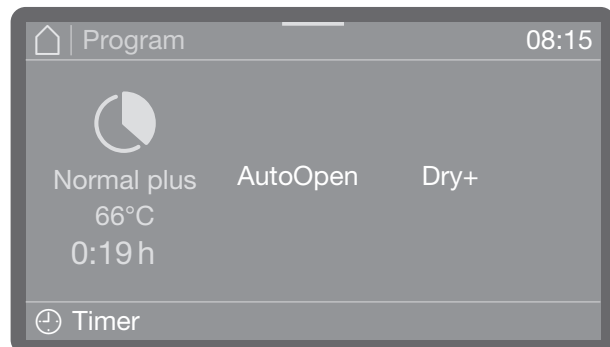 Program 08:15
Normal plus AutoOpen Dry+
66°C
0:19 h
Timer